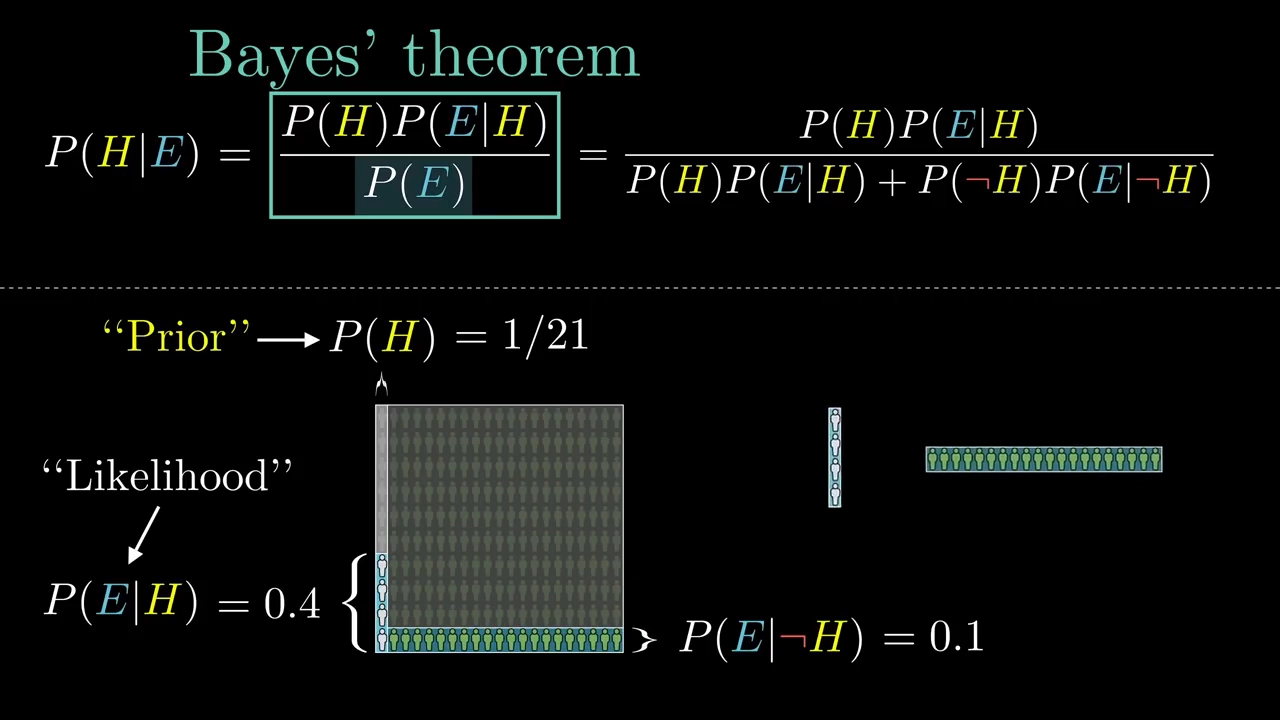 Bayes’ theorem
P(H|E) = P(H)P(E|H) / P(E) = P(H)P(E|H) / P(H)P(E|H) + P(¬H)P(E|¬H)
“Prior” P(H) = 1/21
“Likelihood”
P(E|H) = 0.4
P(E|¬H) = 0.1